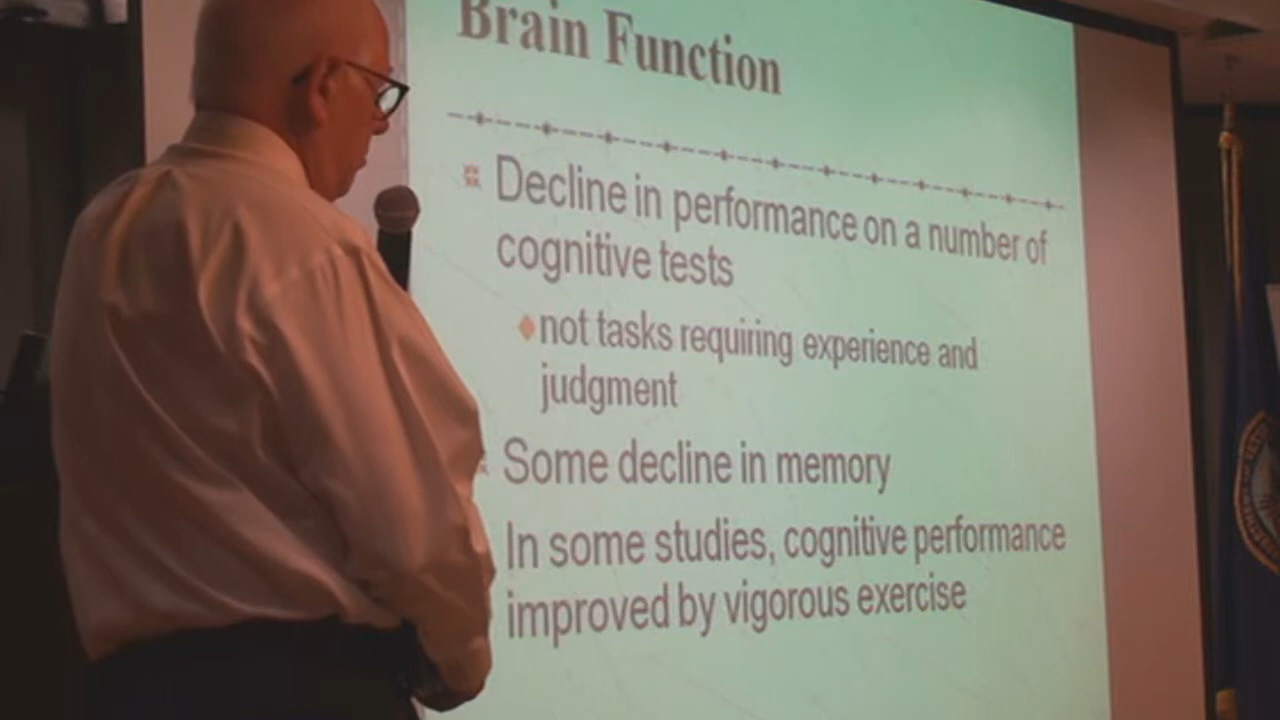 Brain Function
Decline in performance on a number of
cognitive tests
not tasks requiring experience and
judgment
Some decline in memory
In some studies, cognitive performance
improved by vigorous exercise